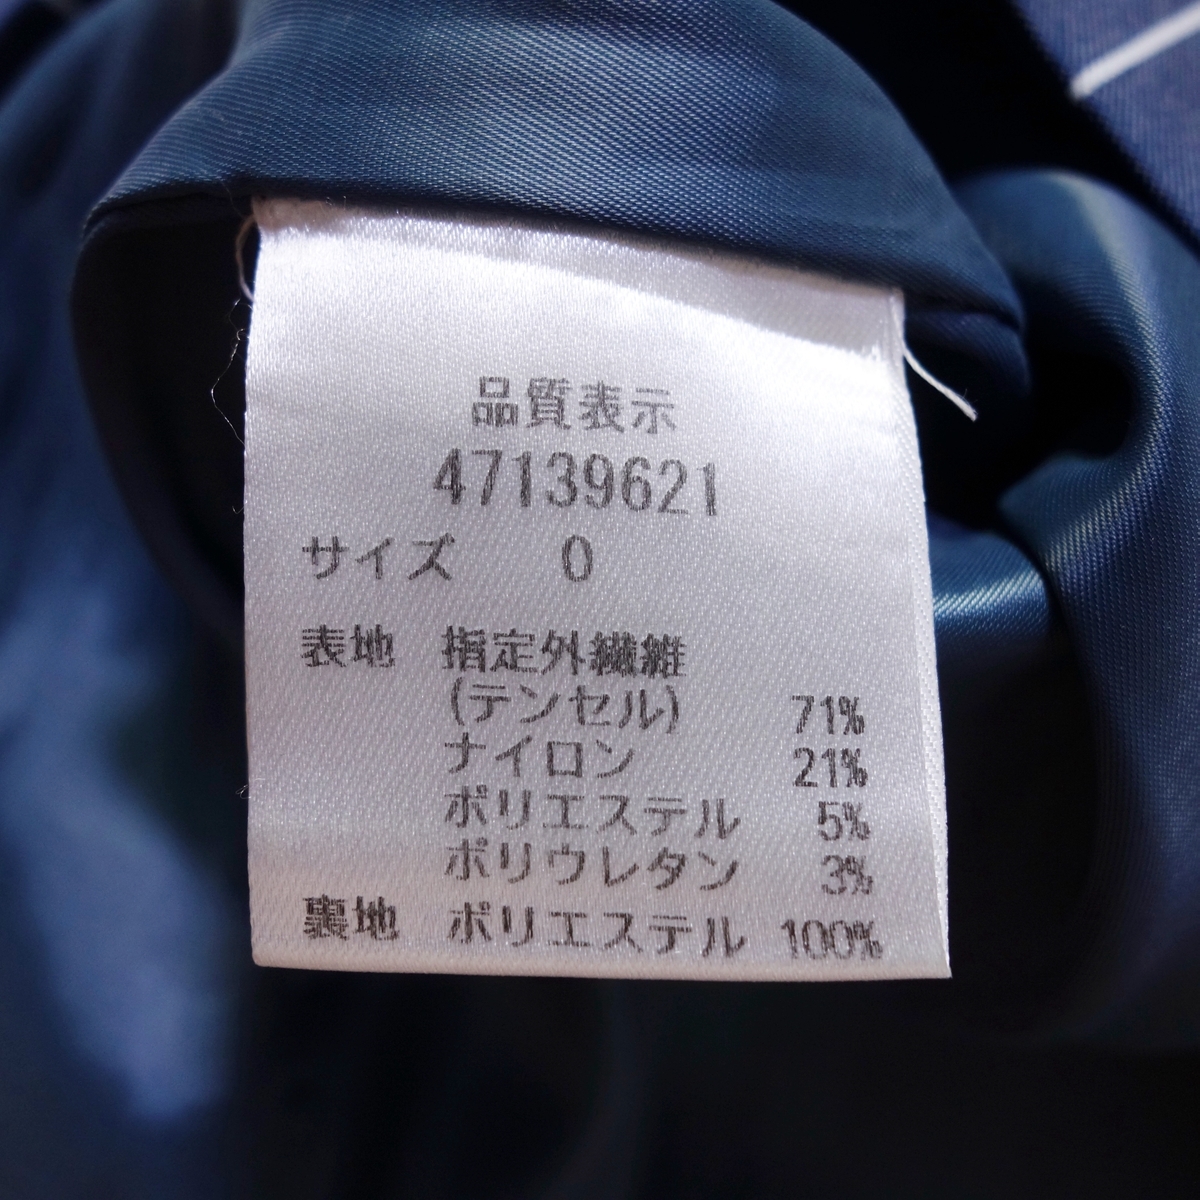 品質表示
47139621
サイズ 0
表地 指定外繊維
(テンセル) 71%
ナイロン 21%
ポリエステル 5%
ポリウレタン 3%
裏地 ポリエステル 100%